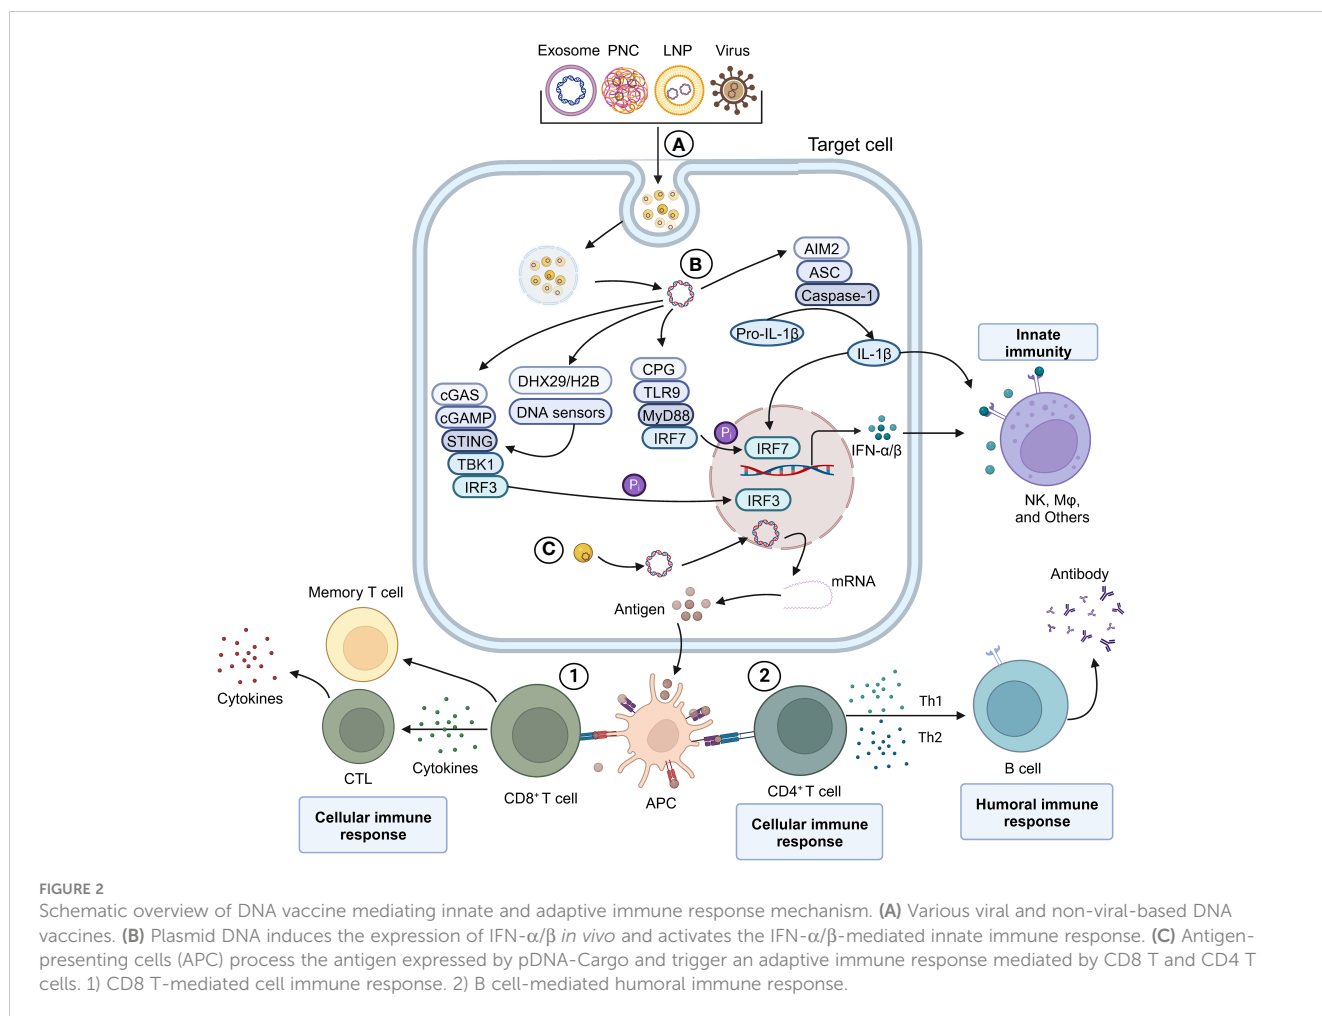 Exosome PNC LNP Virus
A
Target cell
B
AIM2
ASC
Caspase-1
Pro-IL-1β
IL-1β
Innate
immunity
CPG
TLR9
MyD88
IRF7
DHX29/H2B
DNA sensors
cGAS
cGAMP
STING
TBK1
IRF3
Pi
Pi
IRF7
IRF3
IFN-α/β
NK, Mφ,
and Others
C
mRNA
Antigen
Antibody
Memory T cell
1
2
Cytokines
CTL
Cytokines
CD8+ T cell
APC
CD4+ T cell
Th1
Th2
B cell
Cellular immune
response
Cellular immune
response
Humoral immune
response
FIGURE 2
Schematic overview of DNA vaccine mediating innate and adaptive immune response mechanism. (A) Various viral and non-viral-based DNA
vaccines. (B) Plasmid DNA induces the expression of IFN-α/β in vivo and activates the IFN-α/β-mediated innate immune response. (C) Antigen-
presenting cells (APC) process the antigen expressed by pDNA-Cargo and trigger an adaptive immune response mediated by CD8 T and CD4 T
cells. 1) CD8 T-mediated cell immune response. 2) B cell-mediated humoral immune response.